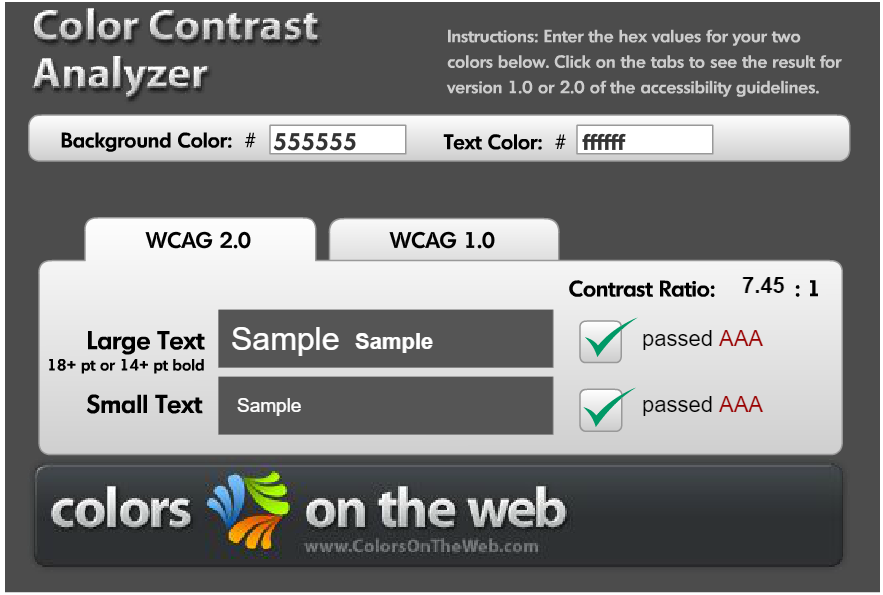 Color Contrast
Analyzer
Instructions: Enter the hex values for your two
colors below. Click on the tabs to see the result for
version 1.0 or 2.0 of the accessibility guidelines.
Background Color: # 555555 Text Color: # ffffff
WCAG 2.0 WCAG 1.0
Contrast Ratio: 7.45 : 1
Large Text Sample Sample passed AAA
18+ pt or 14+ pt bold
Small Text Sample passed AAA
colors on the web
www.ColorsOnTheWeb.com